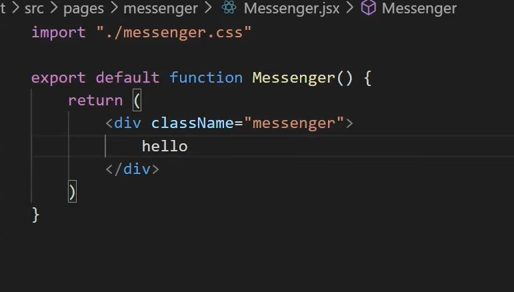 t > src > pages > messenger > Messenger.jsx > Messenger
import "./messenger.css"
export default function Messenger() {
return (
<div className="messenger">
hello
</div>
)
}